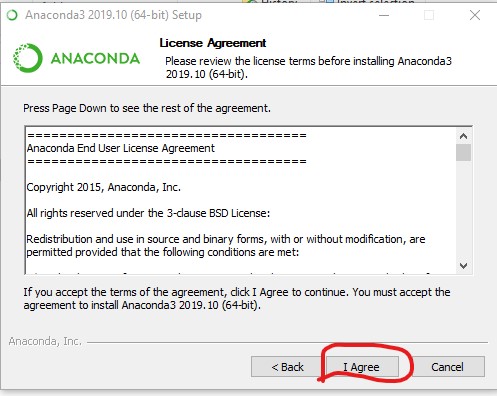 Anaconda3 2019.10 (64-bit) Setup
License Agreement
Please review the license terms before installing Anaconda3
2019.10 (64-bit).
ANACONDA
Press Page Down to see the rest of the agreement.
===================================
Anaconda End User License Agreement
===================================
Copyright 2015, Anaconda, Inc.
All rights reserved under the 3-clause BSD License:
Redistribution and use in source and binary forms, with or without modification, are
permitted provided that the following conditions are met:
If you accept the terms of the agreement, click I Agree to continue. You must accept the
agreement to install Anaconda3 2019.10 (64-bit).
Anaconda, Inc.
< Back
I Agree
Cancel